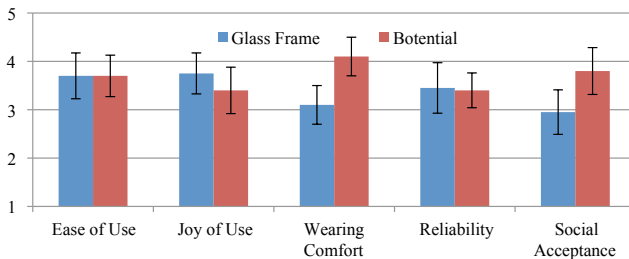 5
Glass Frame
Botential
4
3
2
1
Ease of Use
Joy of Use
Wearing
Comfort
Reliability
Social
Acceptance